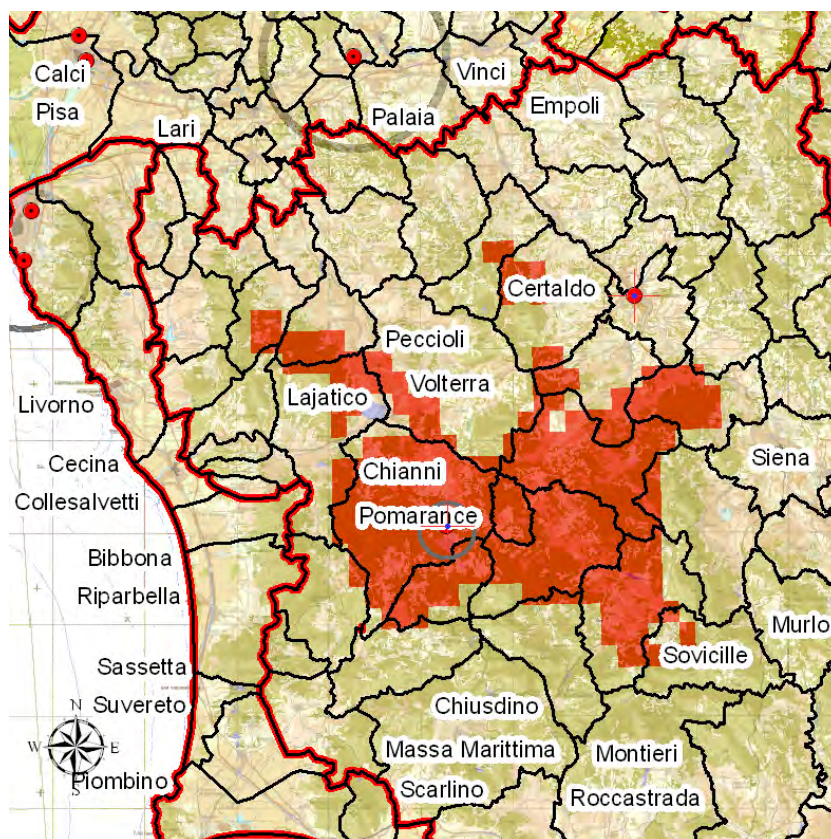 Vinci
Calci
Empoli
Pisa
Palaia
Lari
Certaldo
Peccioli
Volterra
Lajatico
Livorno
Siena
Cecina
Chianni
Collesalvetti
Pomarance
Bibbona
Riparbella
Murlo
Sovicille
Sassetta
Suvereto
Chiusdino
N
W E
S
Massa Marittima
Montieri
Piombino
Scarlino
Roccastrada